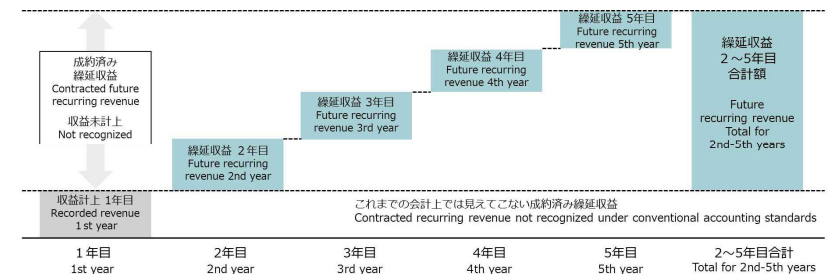 成約済み
繰延収益
Contracted future
recurring revenue
収益未計上
Not recognized
収益計上 1年目
Recorded revenue
1st year
繰延収益 2年目
Future recurring
revenue 2nd year
繰延収益 3年目
Future recurring
revenue 3rd year
繰延収益 4年目
Future recurring
revenue 4th year
繰延収益 5年目
Future recurring
revenue 5th year
繰延収益
2~5年目
合計額
Future
recurring revenue
Total for
2nd-5th years
これまでの会計上では見えてこない成約済み繰延収益
Contracted recurring revenue not recognized under conventional accounting standards
1年目
1st year
2年目
2nd year
3年目
3rd year
4年目
4th year
5年目
5th year
2~5年目合計
Total for 2nd-5th years